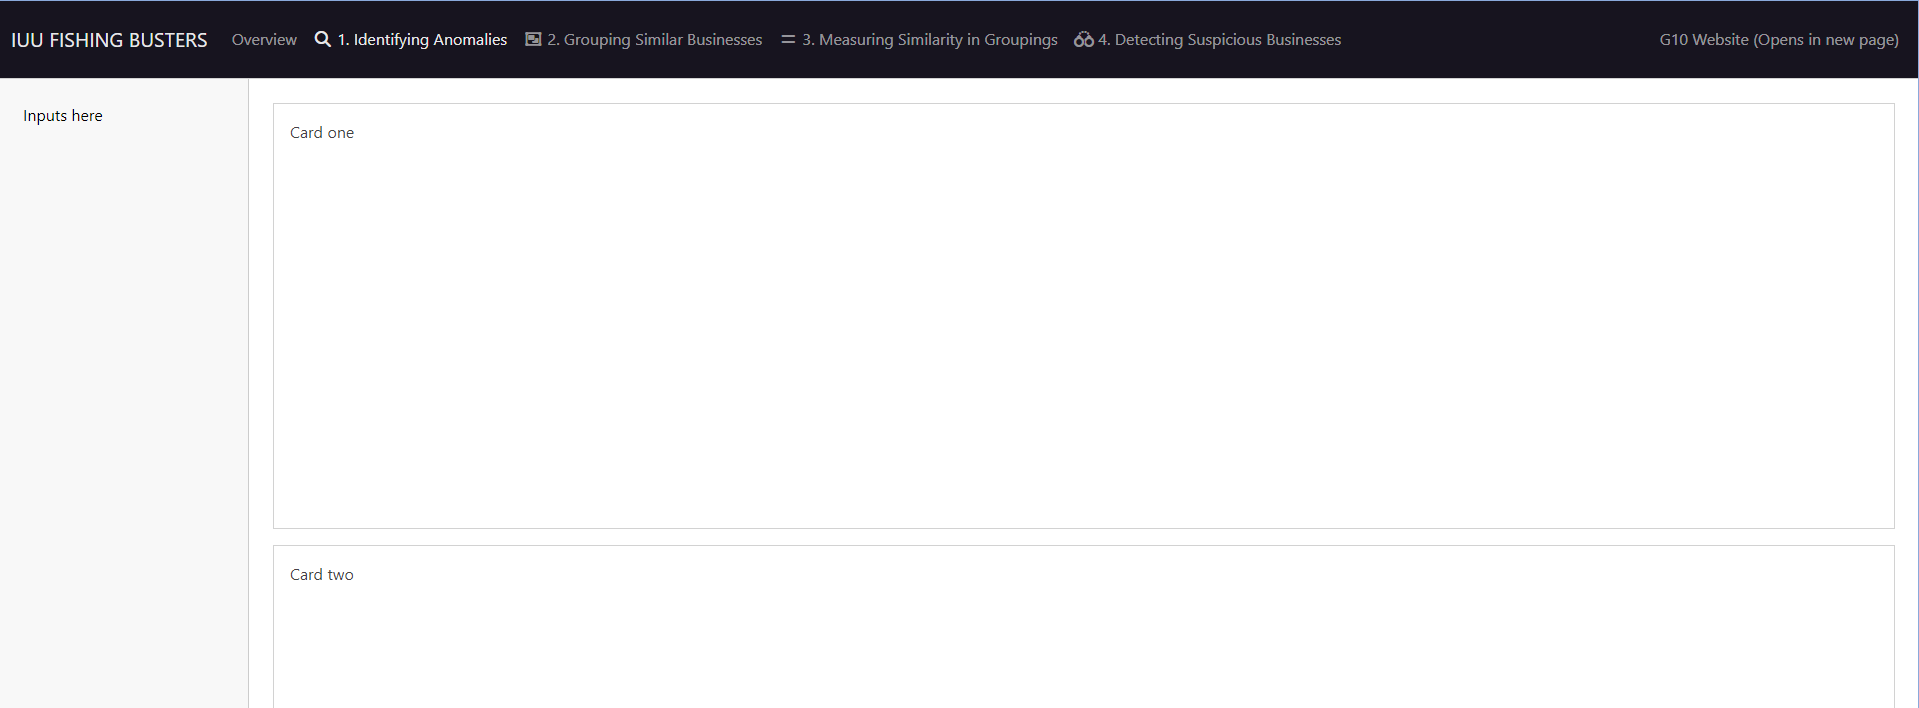 IUU FISHING BUSTERS Overview 1. Identifying Anomalies 2. Grouping Similar Businesses 3. Measuring Similarity in Groupings 4. Detecting Suspicious Businesses G10 Website (Opens in new page)
Inputs here
Card one
Card two